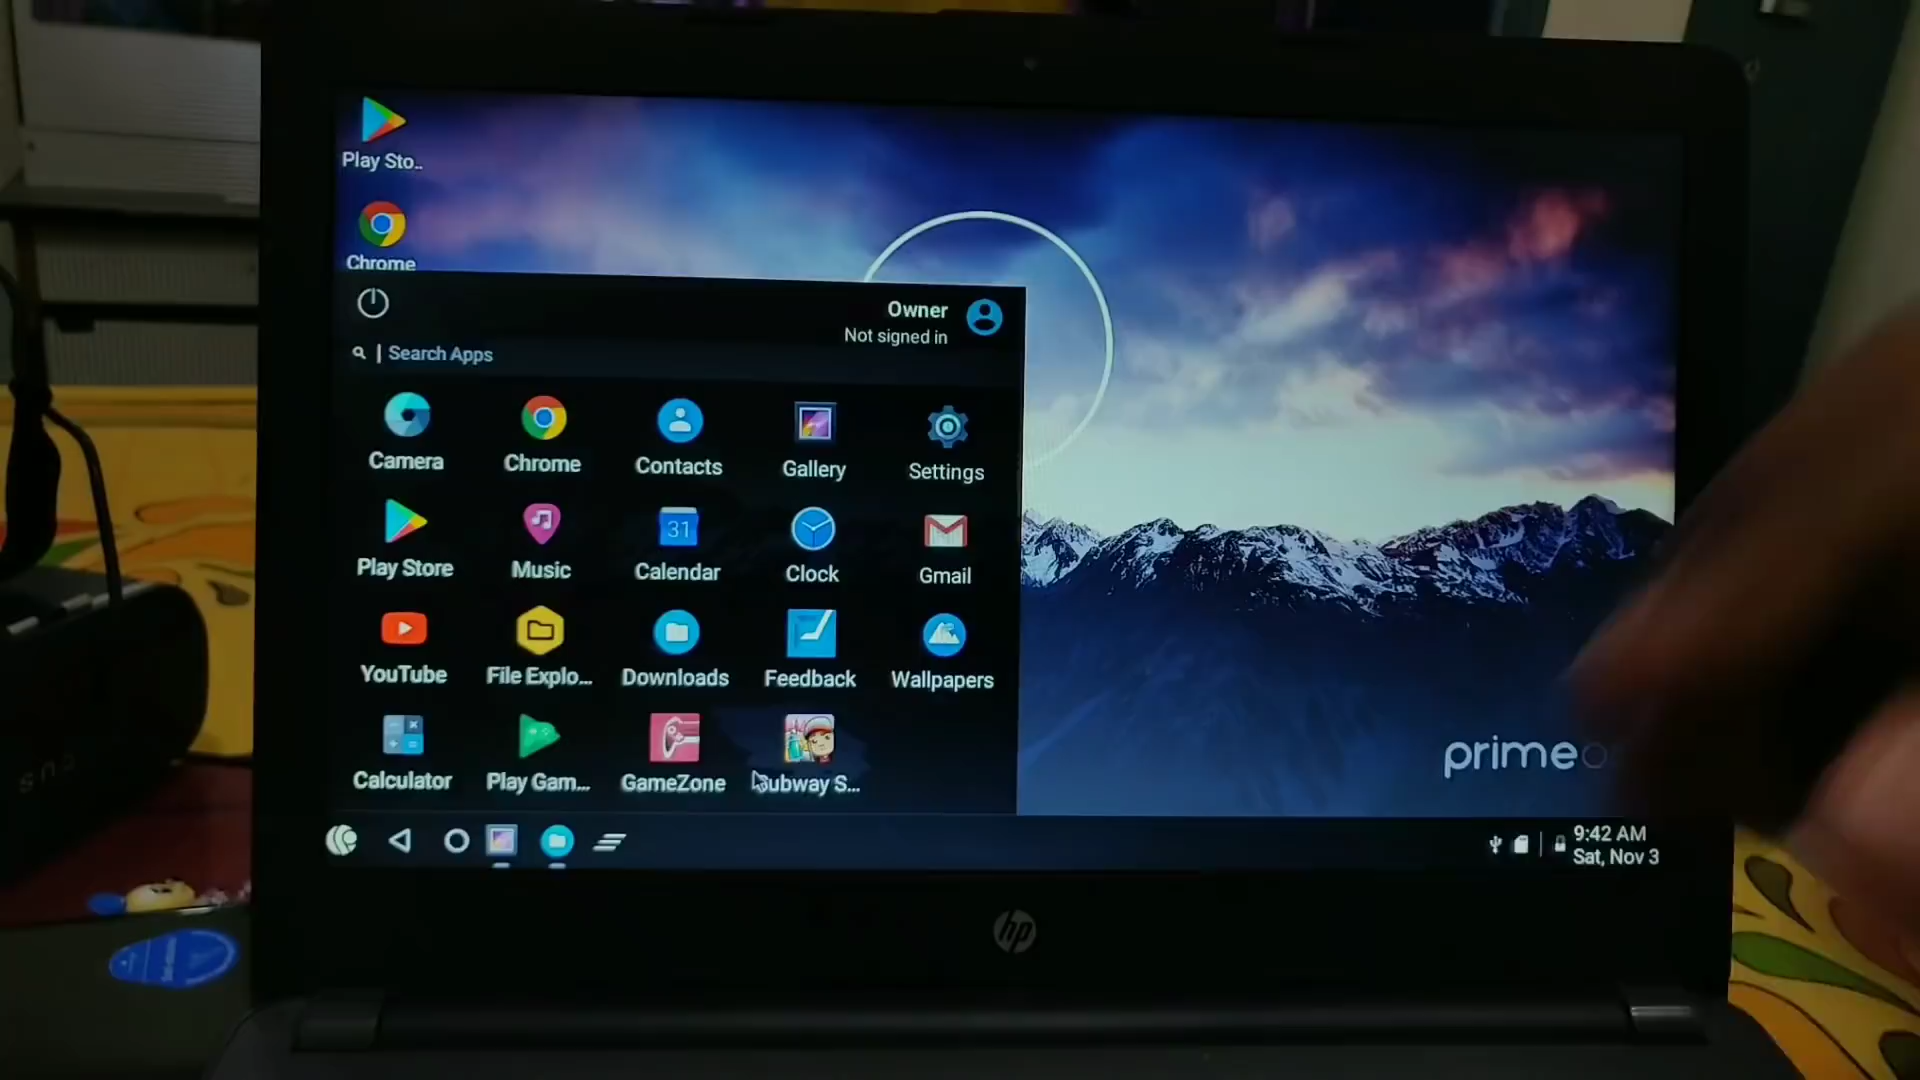 Play Sto..
Chrome
Owner
Not signed in
Search Apps
Camera
Chrome
Contacts
Gallery
Settings
Play Store
Music
31
Calendar
Clock
Gmail
YouTube
File Explo...
Downloads
Feedback
Wallpapers
Calculator
Play Gam...
GameZone
Subway S...
prime
9:42 AM
Sat, Nov 3
hp